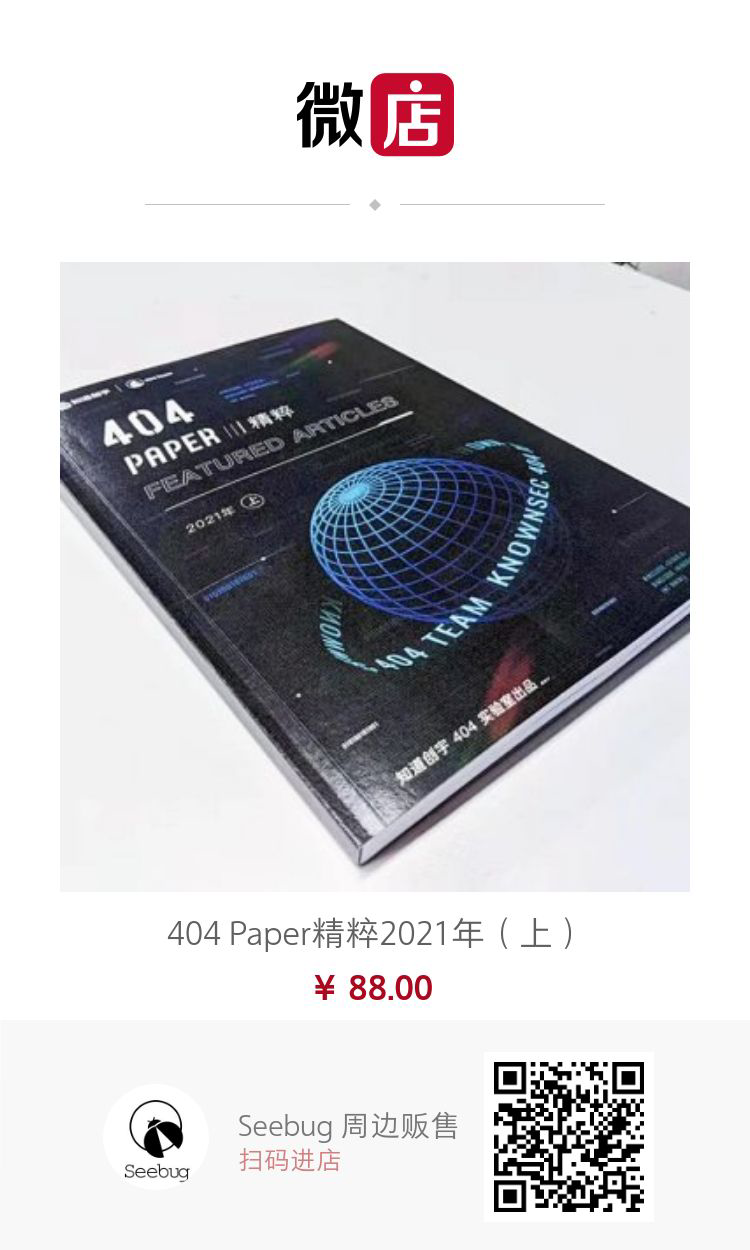 微店
404
PAPER 精粹
FEATURED ARTICLES
2021年 上
404 TEAM KNOWNSEC 404
知道创宇 404 实验室出品
404 Paper精粹2021年（上）
¥ 88.00
Seebug 周边贩售
扫码进店
Seebug